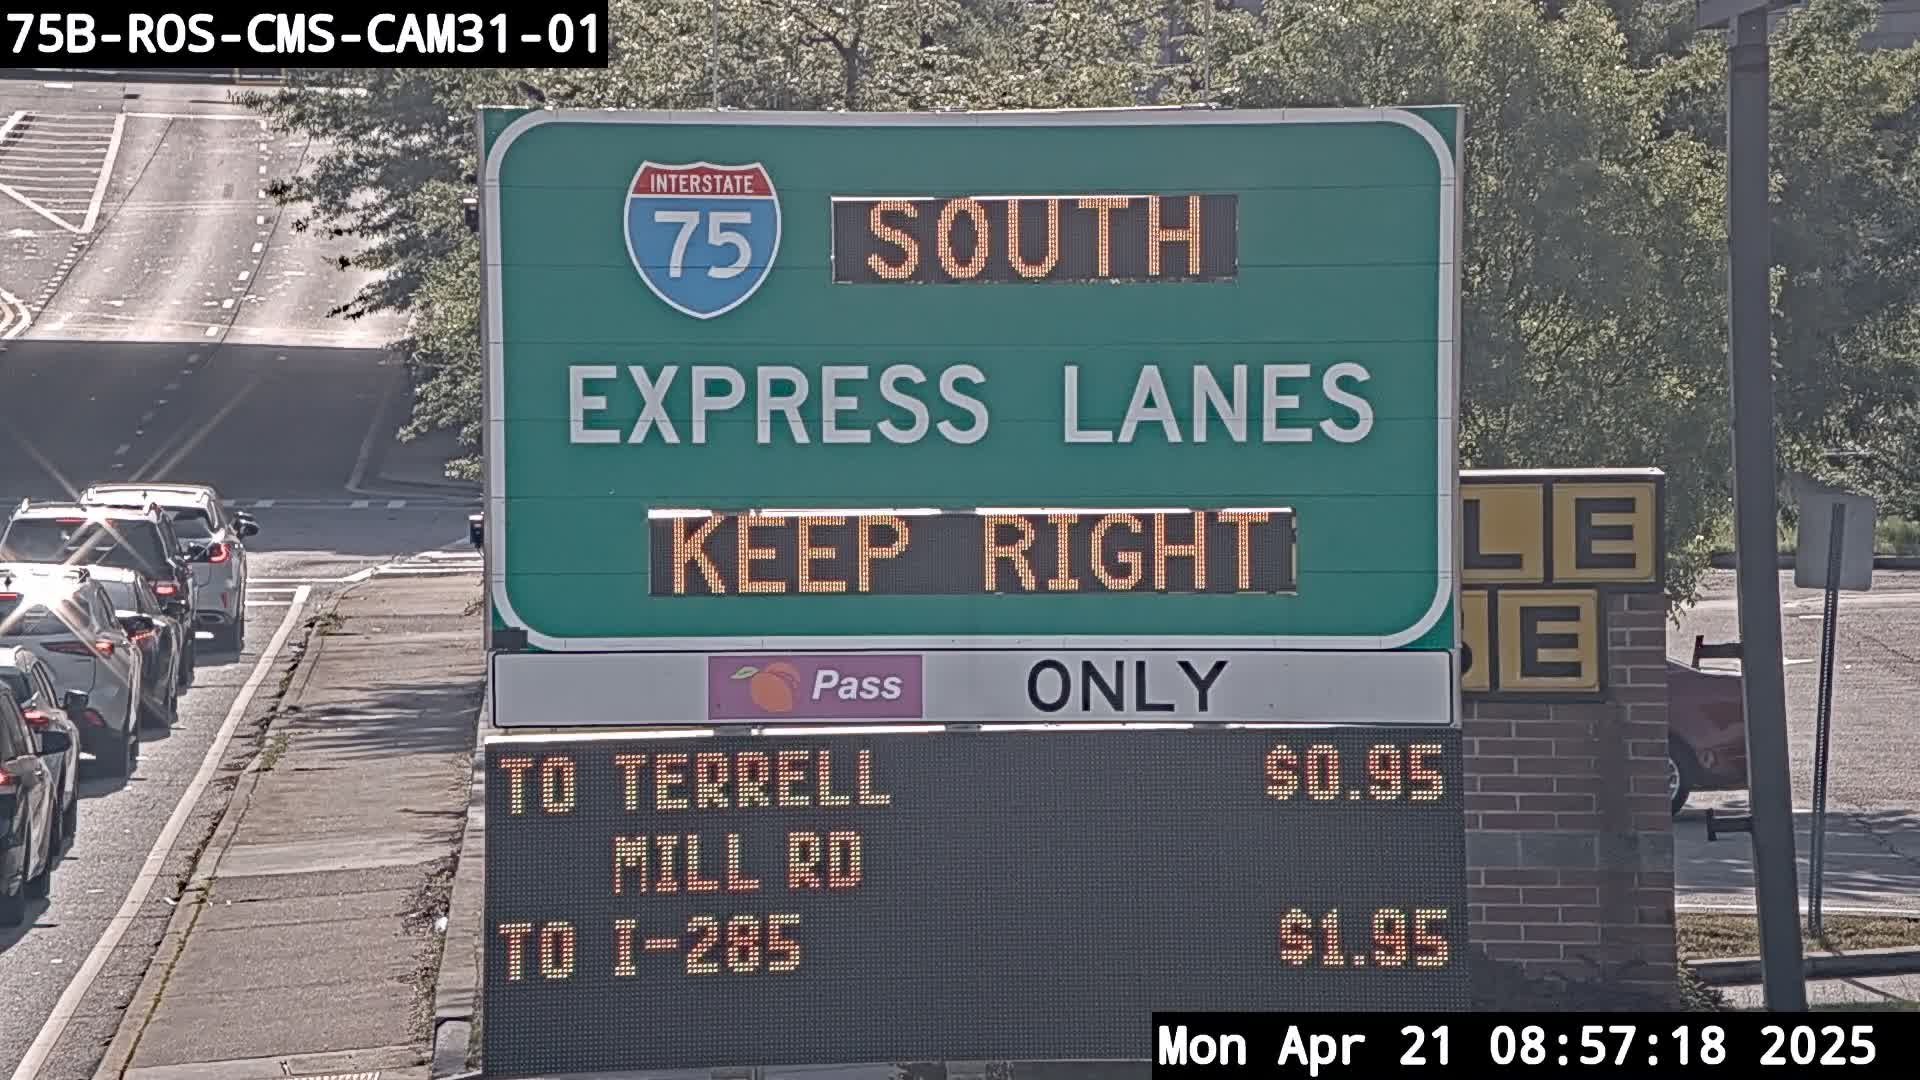 75B-ROS-CMS-CAM31-01
INTERSTATE
75
SOUTH
EXPRESS LANES
KEEP RIGHT
Pass ONLY
TO TERRELL $0.95
MILL RD
TO I-285 $1.95
LE
E
Mon Apr 21 08:57:18 2025